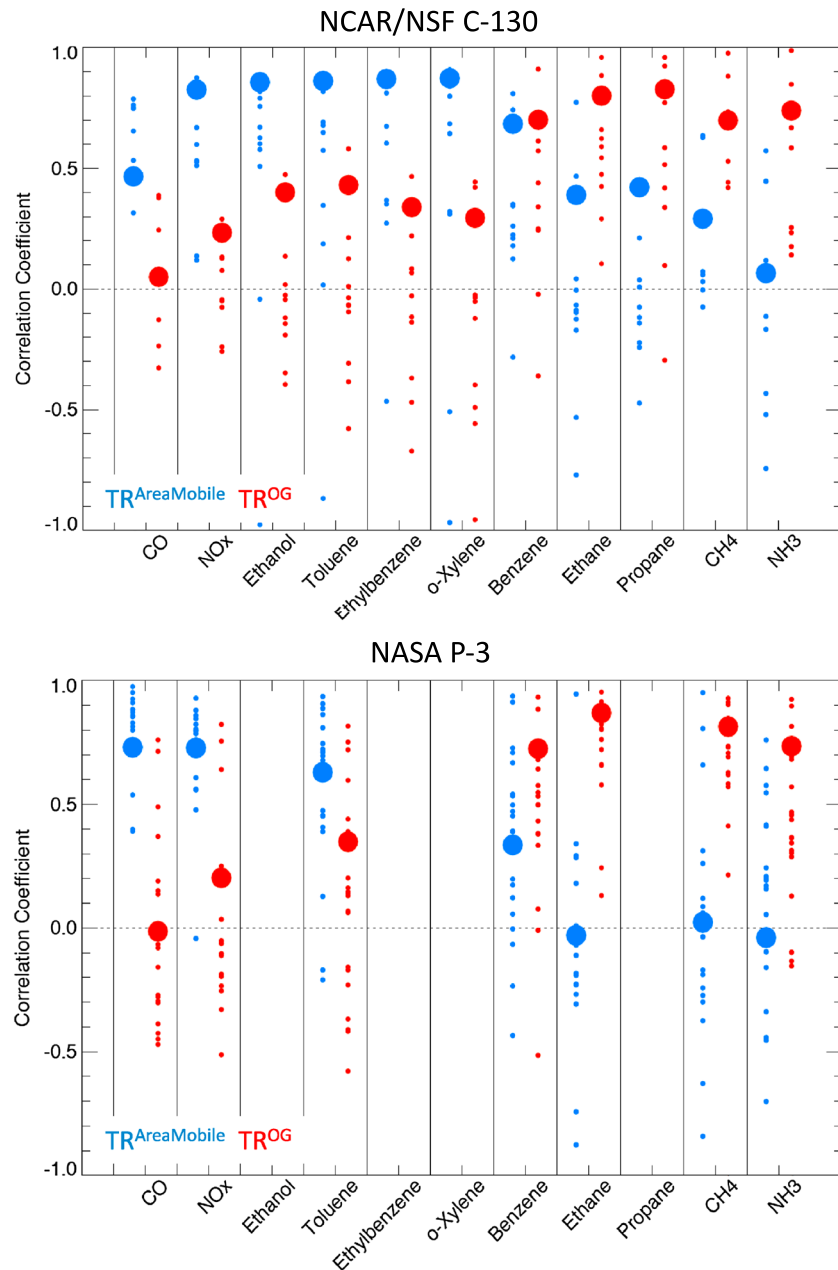 NCAR/NSF C-130
1.0
0.5
0.0
-0.5
-1.0
Correlation Coefficient
TRAreaMobile TROG
CO
NOx
Ethanol
Toluene
Ethylbenzene
o-Xylene
Benzene
Ethane
Propane
CH4
NH3
NASA P-3
1.0
0.5
0.0
-0.5
-1.0
Correlation Coefficient
TRAreaMobile TROG
CO
NOx
Ethanol
Toluene
Ethylbenzene
o-Xylene
Benzene
Ethane
Propane
CH4
NH3